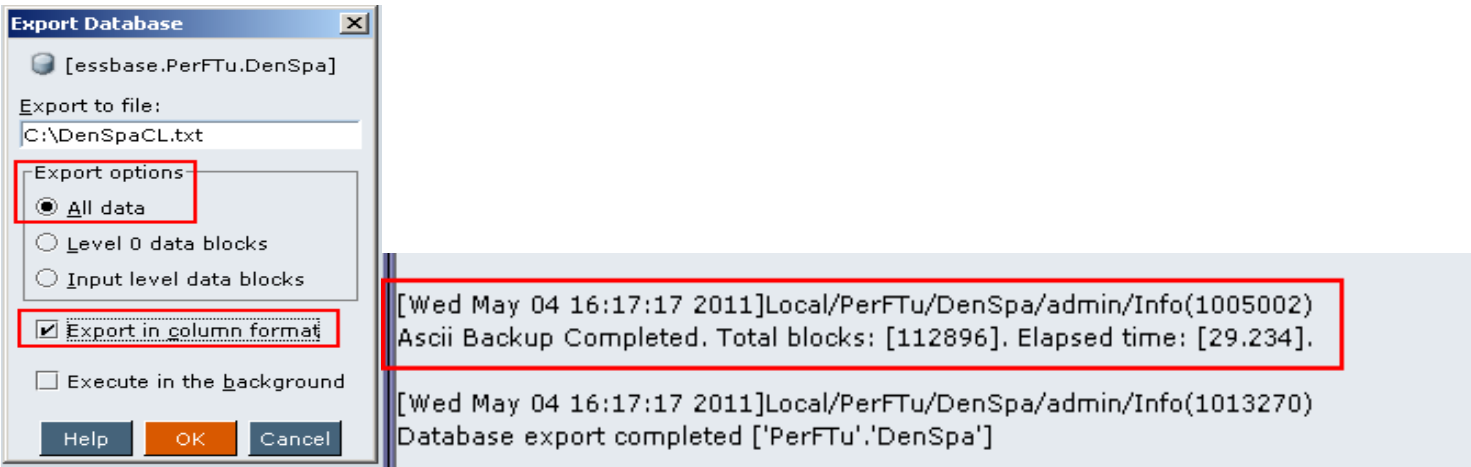 Export Database
[essbase.PerFTu.DenSpa]
Export to file:
C:\DenSpaCL.txt
Export options
All data
Level 0 data blocks
Input level data blocks
Export in column format
Execute in the background
Help OK Cancel
[Wed May 04 16:17:17 2011]Local/PerFTu/DenSpa/admin/Info(1005002)
Ascii Backup Completed. Total blocks: [112896]. Elapsed time: [29.234].
[Wed May 04 16:17:17 2011]Local/PerFTu/DenSpa/admin/Info(1013270)
Database export completed ['PerFTu'.'DenSpa']